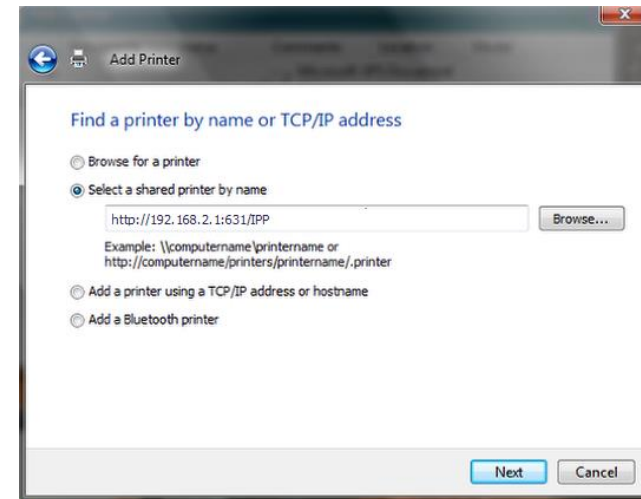 Add Printer
Find a printer by name or TCP/IP address
Browse for a printer
Select a shared printer by name
http://192.168.2.1:631/IPP
Browse...
Example: \\computername\printername or
http://computername/printers/printername/.printer
Add a printer using a TCP/IP address or hostname
Add a Bluetooth printer
Next
Cancel